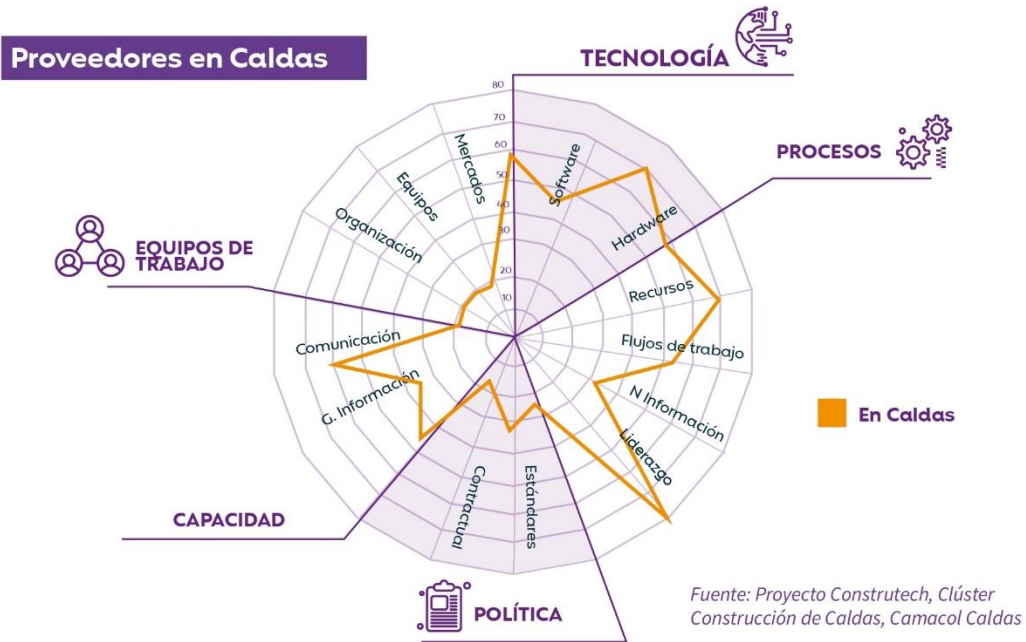 Proveedores en Caldas
TECNOLOGÍA
PROCESOS
EQUIPOS DE
TRABAJO
CAPACIDAD
POLÍTICA
80
70
60
50
40
30
20
10
Software
Hardware
Recursos
Flujos de trabajo
N Información
Liderazgo
Estándares
Contractual
G. Información
Comunicación
Organización
Equipos
Mercados
En Caldas
Fuente: Proyecto Construtech, Clúster
Construcción de Caldas, Camacol Caldas